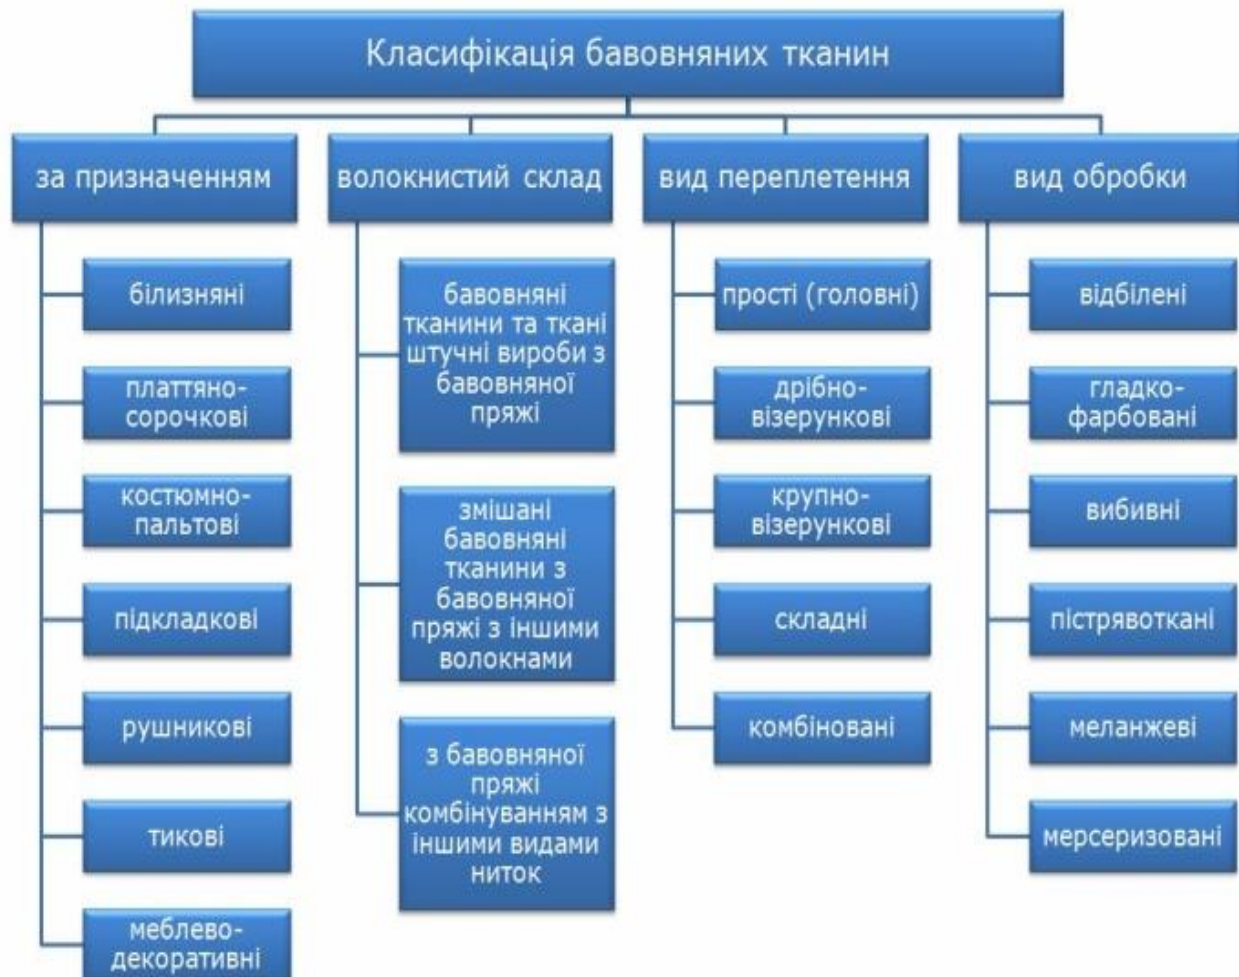 Класифікація бавовняних тканин
за призначенням
білизняні
платтяно-
сорочкові
костюмно-
пальтові
підкладкові
рушникові
тикові
меблево-
декоративні
волокнистий склад
бавовняні
тканини та ткані
штучні вироби з
бавовняної
пряжі
змішані
бавовняні
тканини з
бавовняної
пряжі з іншими
волокнами
з бавовняної
пряжі
комбінуванням з
іншими видами
ниток
вид переплетення
прості (головні)
дрібно-
візерункові
крупно-
візерункові
складні
комбіновані
вид обробки
відбілені
гладко-
фарбовані
вибивні
пістрявоткані
меланжеві
мерсеризовані